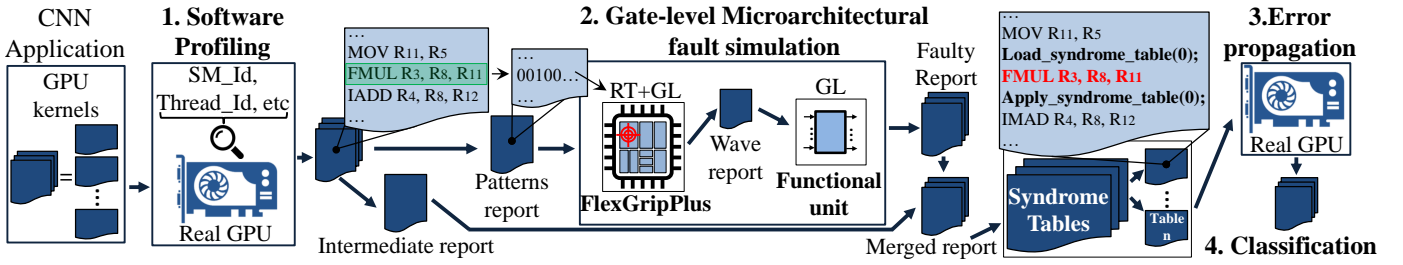 CNN
Application
GPU
kernels
=
1. Software
Profiling
SM_Id,
Thread_Id, etc
Real GPU
...
MOV R11, R5
FMUL R3, R8, R11
IADD R4, R8, R12
...
...
00100...
...
Patterns
report
Intermediate report
2. Gate-level Microarchitectural
fault simulation
RT+GL
FlexGripPlus
Wave
report
GL
Functional
unit
Faulty
Report
Merged report
...
MOV R11, R5
Load_syndrome_table(0);
FMUL R3, R8, R11
Apply_syndrome_table(0);
IMAD R4, R8, R12
...
Syndrome
Tables
Table
n
3.Error
propagation
Real GPU
4. Classification